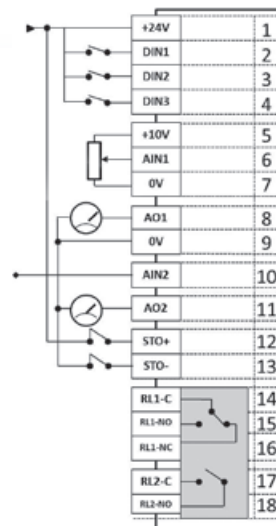 +24V 1
DIN1 2
DIN2 3
DIN3 4
+10V 5
AIN1 6
0V 7
AO1 8
0V 9
AIN2 10
AO2 11
STO+ 12
STO- 13
RL1-C 14
RL1-NO 15
RL1-NC 16
RL2-C 17
RL2-NO 18